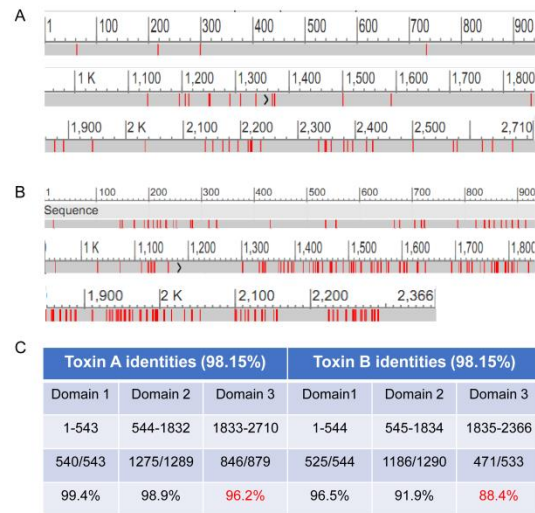 A
1 100 200 300 400 500 600 700 800 900
1 K 1,100 1,200 1,300 1,400 1,500 1,600 1,700 1,800
1,900 2 K 2,100 2,200 2,300 2,400 2,500 2,710
B
1 100 200 300 400 500 600 700 800 900
Sequence
1 K 1,100 1,200 1,300 1,400 1,500 1,600 1,700 1,800
1,900 2 K 2,100 2,200 2,366
C
Toxin A identities (98.15%) Toxin B identities (98.15%)
Domain 1 Domain 2 Domain 3 Domain1 Domain 2 Domain 3
1-543 544-1832 1833-2710 1-544 545-1834 1835-2366
540/543 1275/1289 846/879 525/544 1186/1290 471/533
99.4% 98.9% 96.2% 96.5% 91.9% 88.4%